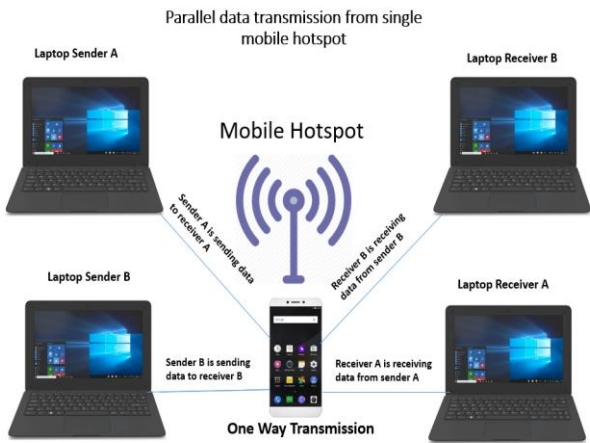 Parallel data transmission from single
mobile hotspot
Laptop Sender A
Laptop Receiver B
Mobile Hotspot
Sender A is sending data
to receiver A
Receiver B is receiving
data from sender B
Laptop Sender B
Laptop Receiver A
Sender B is sending
data to receiver B
Receiver A is receiving
data from sender A
One Way Transmission